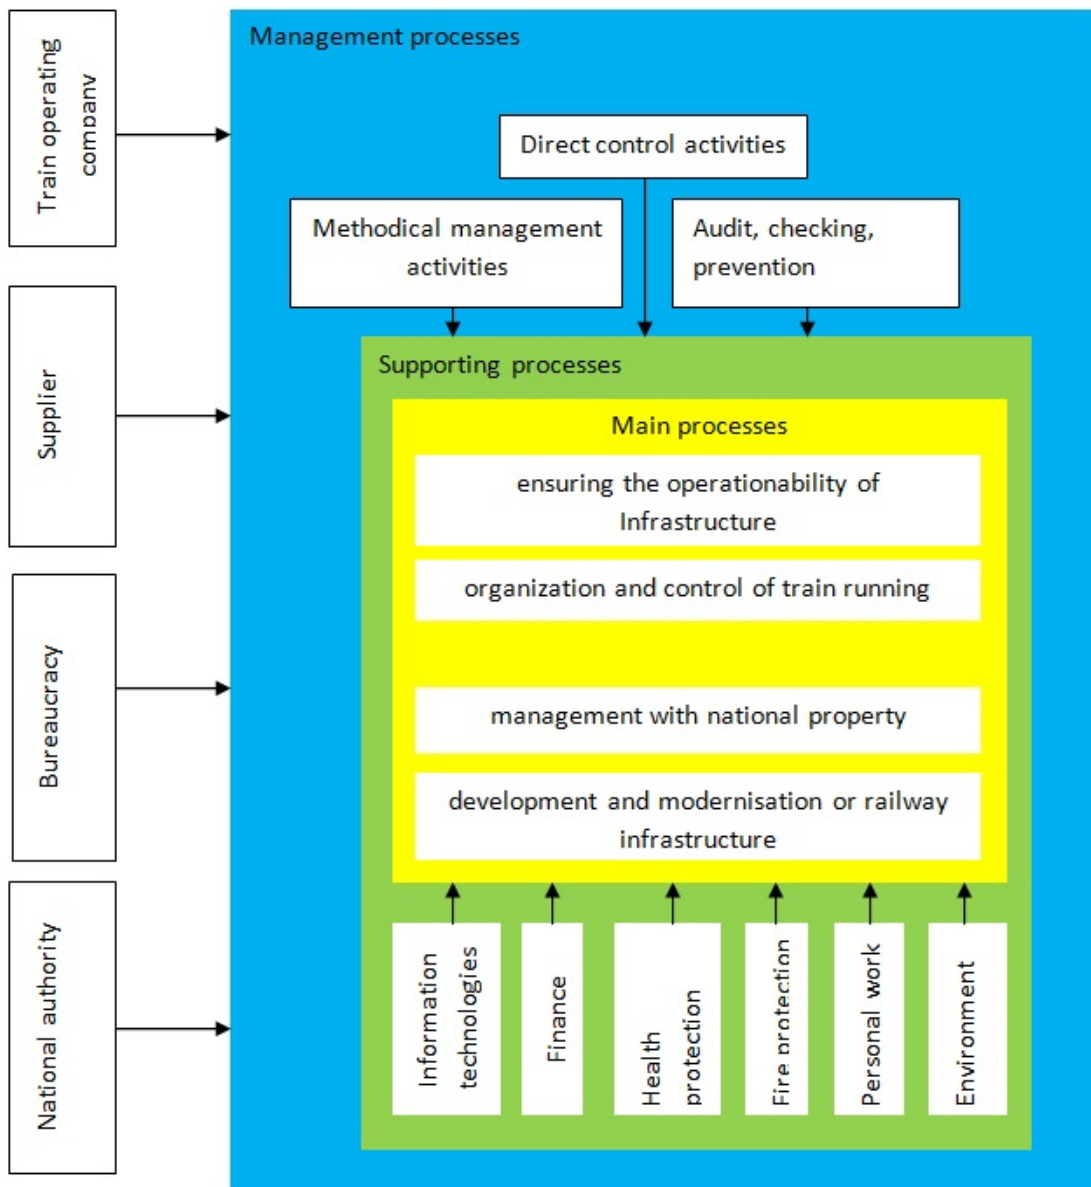 Train operating
company
Supplier
Bureaucracy
National authority
Management processes
Direct control activities
Methodical management
activities
Audit, checking,
prevention
Supporting processes
Main processes
ensuring the operationability of
Infrastructure
organization and control of train running
management with national property
development and modernisation or railway
infrastructure
Information
technologies
Finance
Health
protection
Fire protection
Personal work
Environment